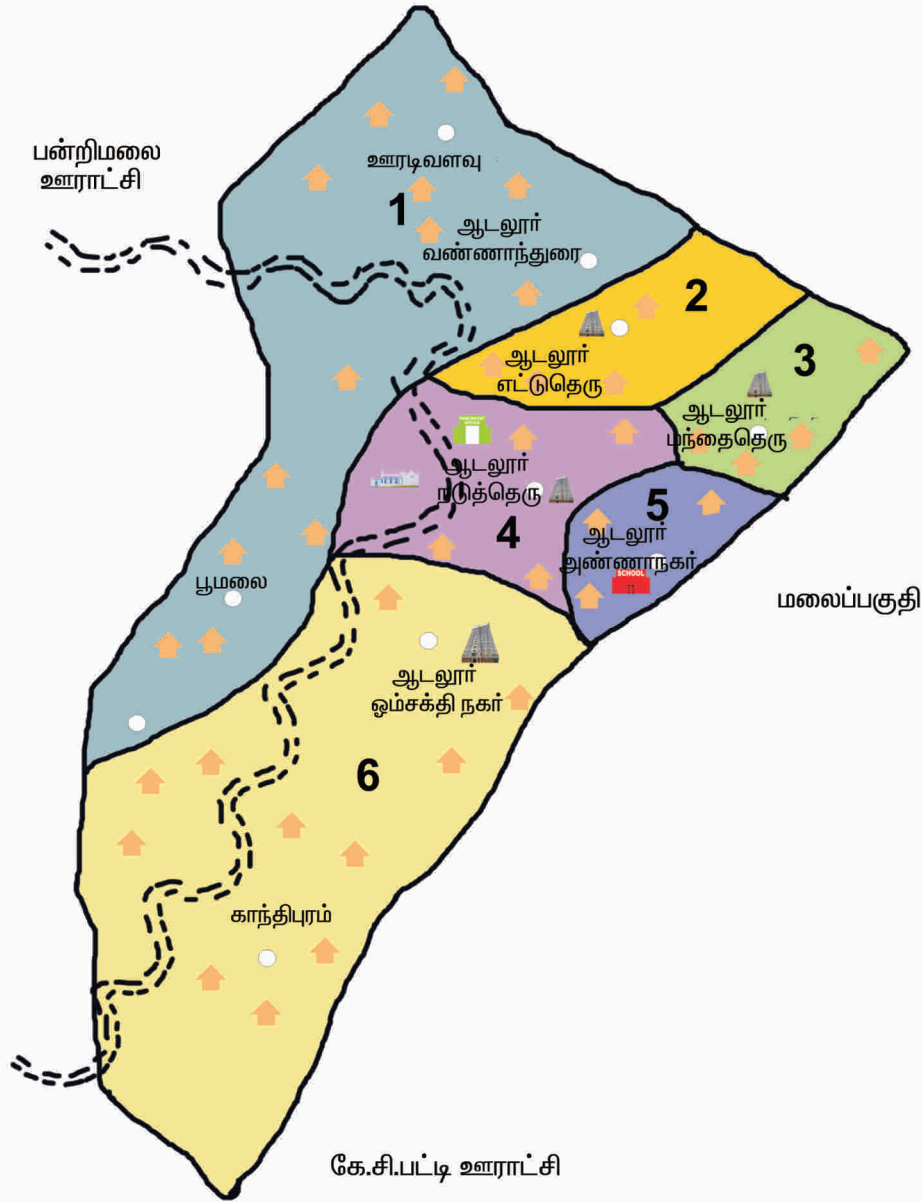 பன்றிமலை
ஊராட்சி
ஊரடிவளவு
1
ஆடலூர்
வண்ணாந்துரை
2
ஆடலூர்
எட்டுதெரு
3
ஆடலூர்
மந்தைதெரு
ஆடலூர்
நடுத்தெரு
4
5
ஆடலூர்
அண்ணாநகர்
SCHOOL
பூமலை
மலைப்பகுதி
ஆடலூர்
ஓம்சக்தி நகர்
6
காந்திபுரம்
கே.சி.பட்டி ஊராட்சி